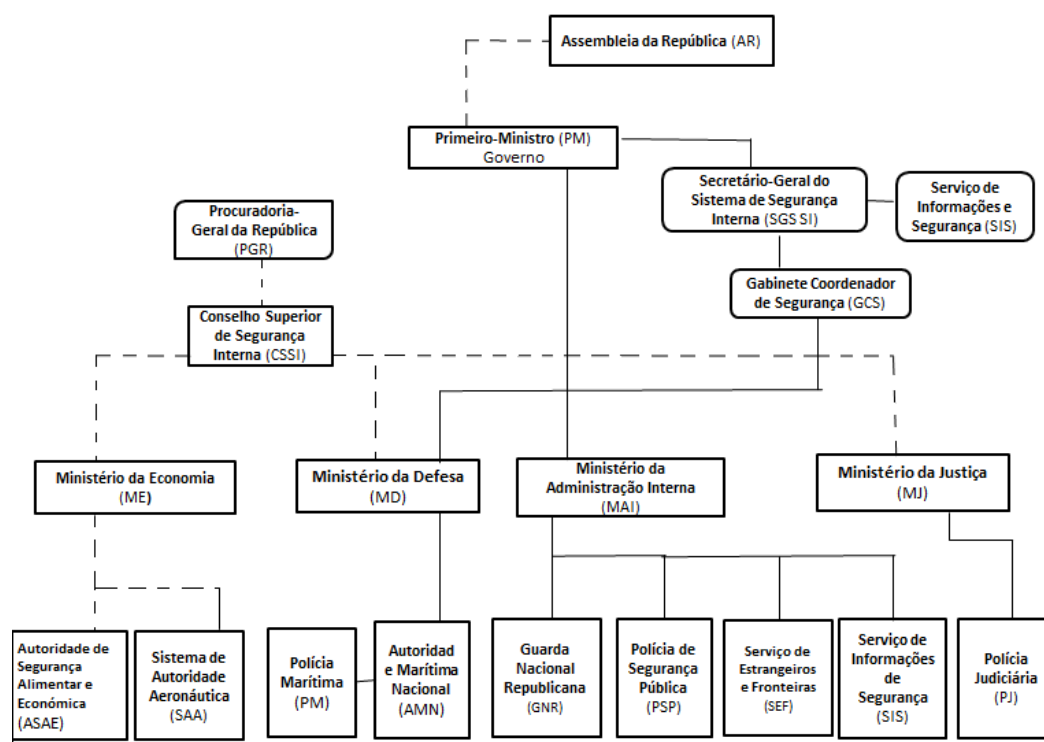 Assembleia da República (AR)
Primeiro-Ministro (PM)
Governo
Secretário-Geral do
Sistema de Segurança
Interna (SGS SI)
Serviço de
Informações e
Segurança (SIS)
Procuradoria-
Geral da República
(PGR)
Gabinete Coordenador
de Segurança (GCS)
Conselho Superior
de Segurança
Interna (CSSI)
Ministério da Economia
(ME)
Ministério da Defesa
(MD)
Ministério da
Administração Interna
(MAI)
Ministério da Justiça
(MJ)
Autoridade de
Segurança
Alimentar e
Económica
(ASAE)
Sistema de
Autoridade
Aeronáutica
(SAA)
Polícia
Marítima
(PM)
Autoridad
e Marítima
Nacional
(AMN)
Guarda
Nacional
Republicana
(GNR)
Polícia de
Segurança
Pública
(PSP)
Serviço de
Estrangeiros
e Fronteiras
(SEF)
Serviço de
Informações
de
Segurança
(SIS)
Polícia
Judiciária
(PJ)